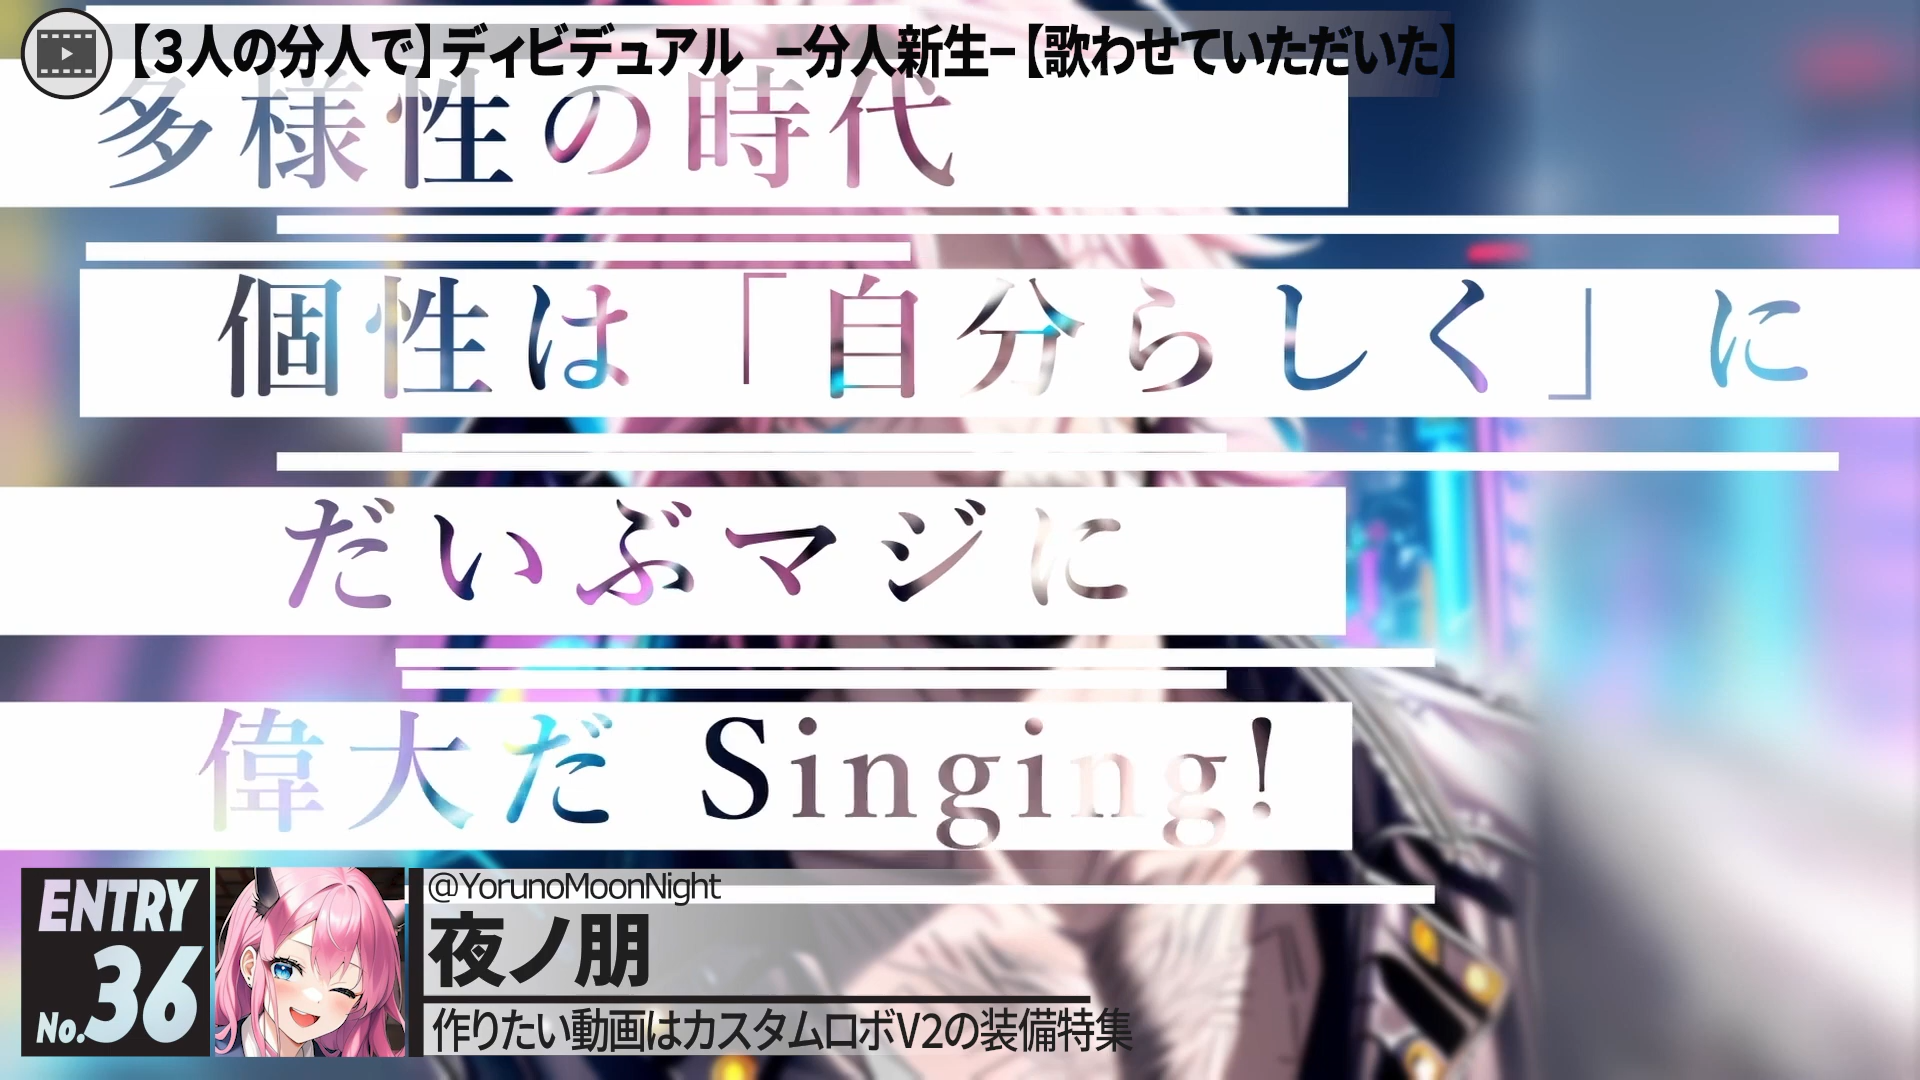 【3人の分人で】ディビデュアル −分人新生−【歌わせていただいた】
多様性の時代
個性は「自分らしく」に
だいぶマジに
偉大だ Singing!
ENTRY
No.36
@YorunoMoonNight
夜ノ朋
作りたい動画はカスタムロボV2の装備特集